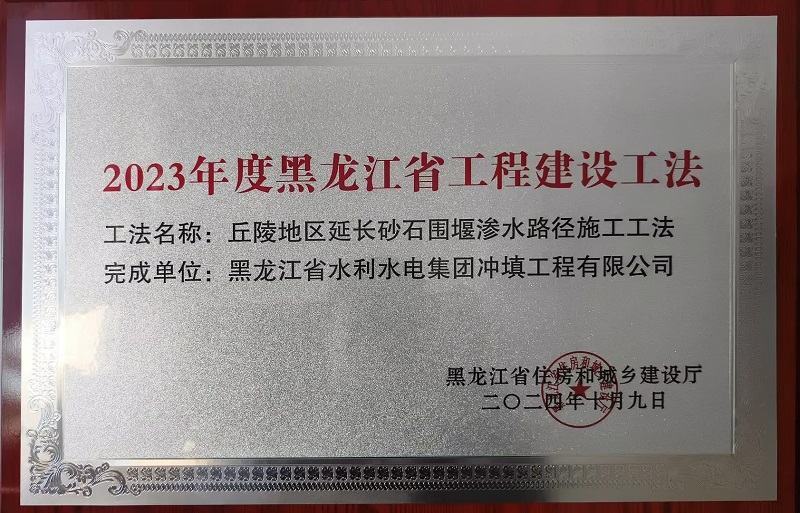 2023年度黑龙江省工程建设工法
工法名称：丘陵地区延长砂石围堰渗水路径施工工法
完成单位：黑龙江省水利水电集团冲填工程有限公司
黑龙江省住房和城乡建设厅
二〇二四年十月九日